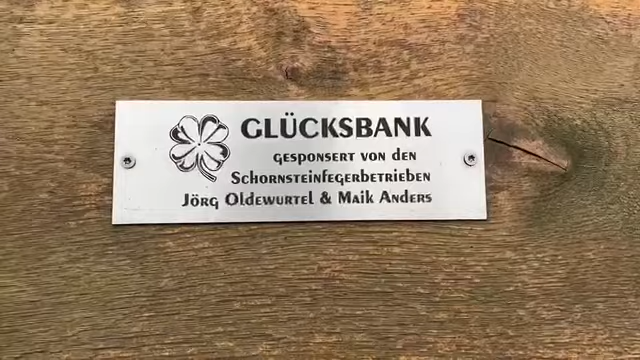 GLÜCKSBANK
GESPONSERT VON DEN
SCHORNSTEINFEGERBETRIEBEN
JÖRG OLDEWURTEL & MAIK ANDERS